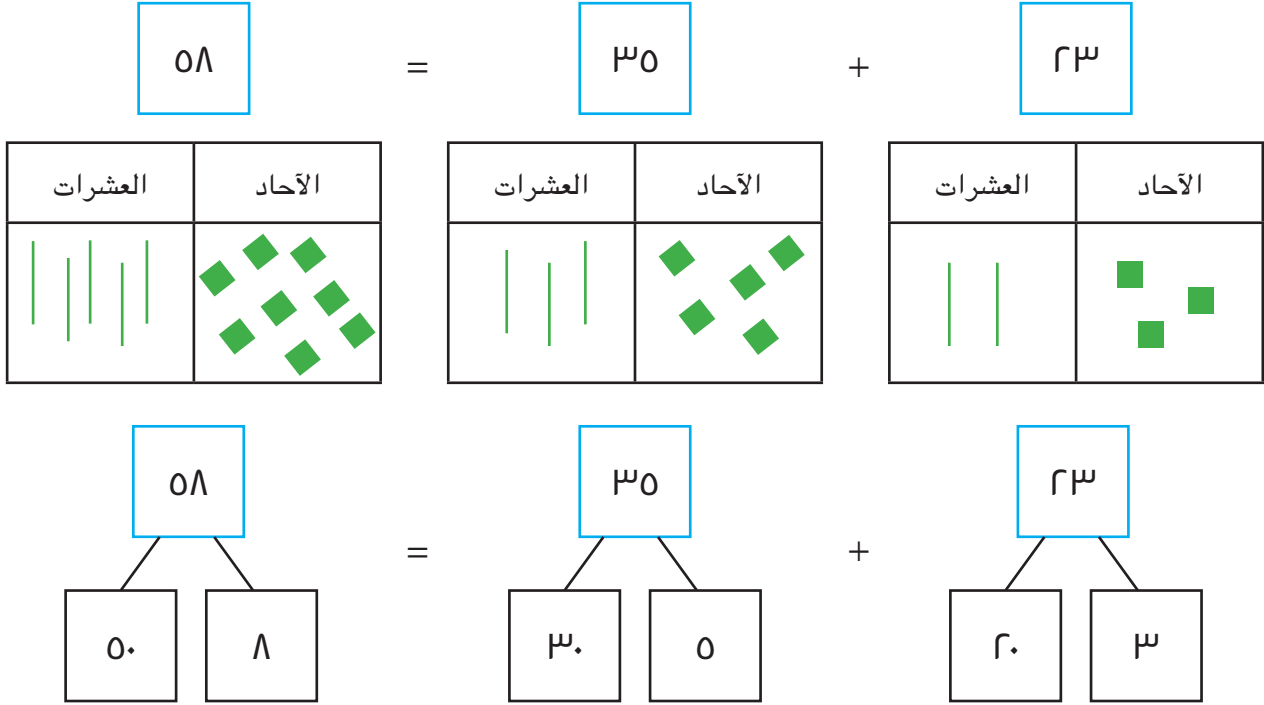 ٢٣ + ٣٥ = ٥٨
الآحاد العشرات الآحاد العشرات الآحاد العشرات
٢٣ + ٣٥ = ٥٨
٣ ٢٠ ٥ ٣٠ ٨ ٥٠